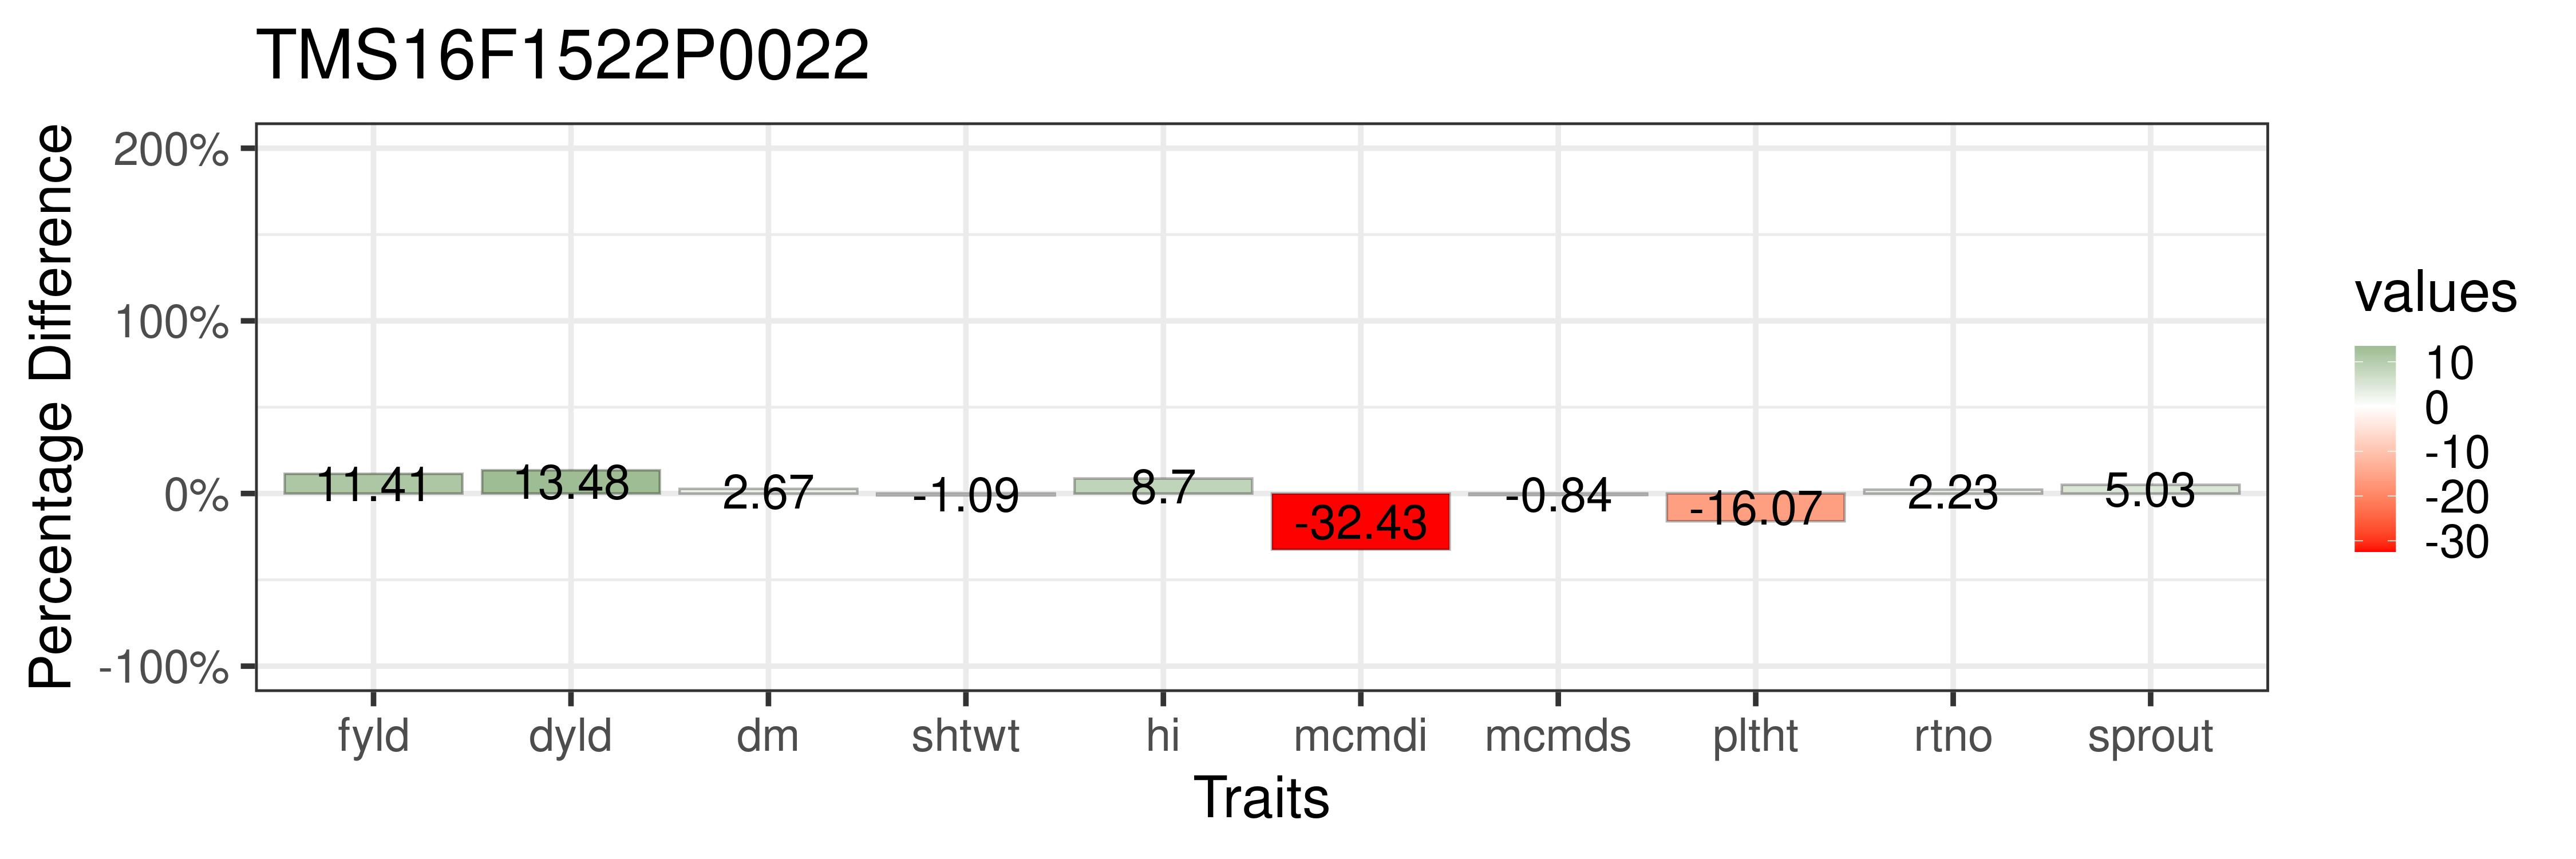 TMS16F1522P0022
Percentage Difference
200%
100%
0%
-100%
11.41
13.48
2.67
-1.09
8.7
-32.43
-0.84
-16.07
2.23
5.03
fyld
dyld
dm
shtwt
hi
mcmdi
mcmds
pltht
rtno
sprout
Traits
values
10
0
-10
-20
-30